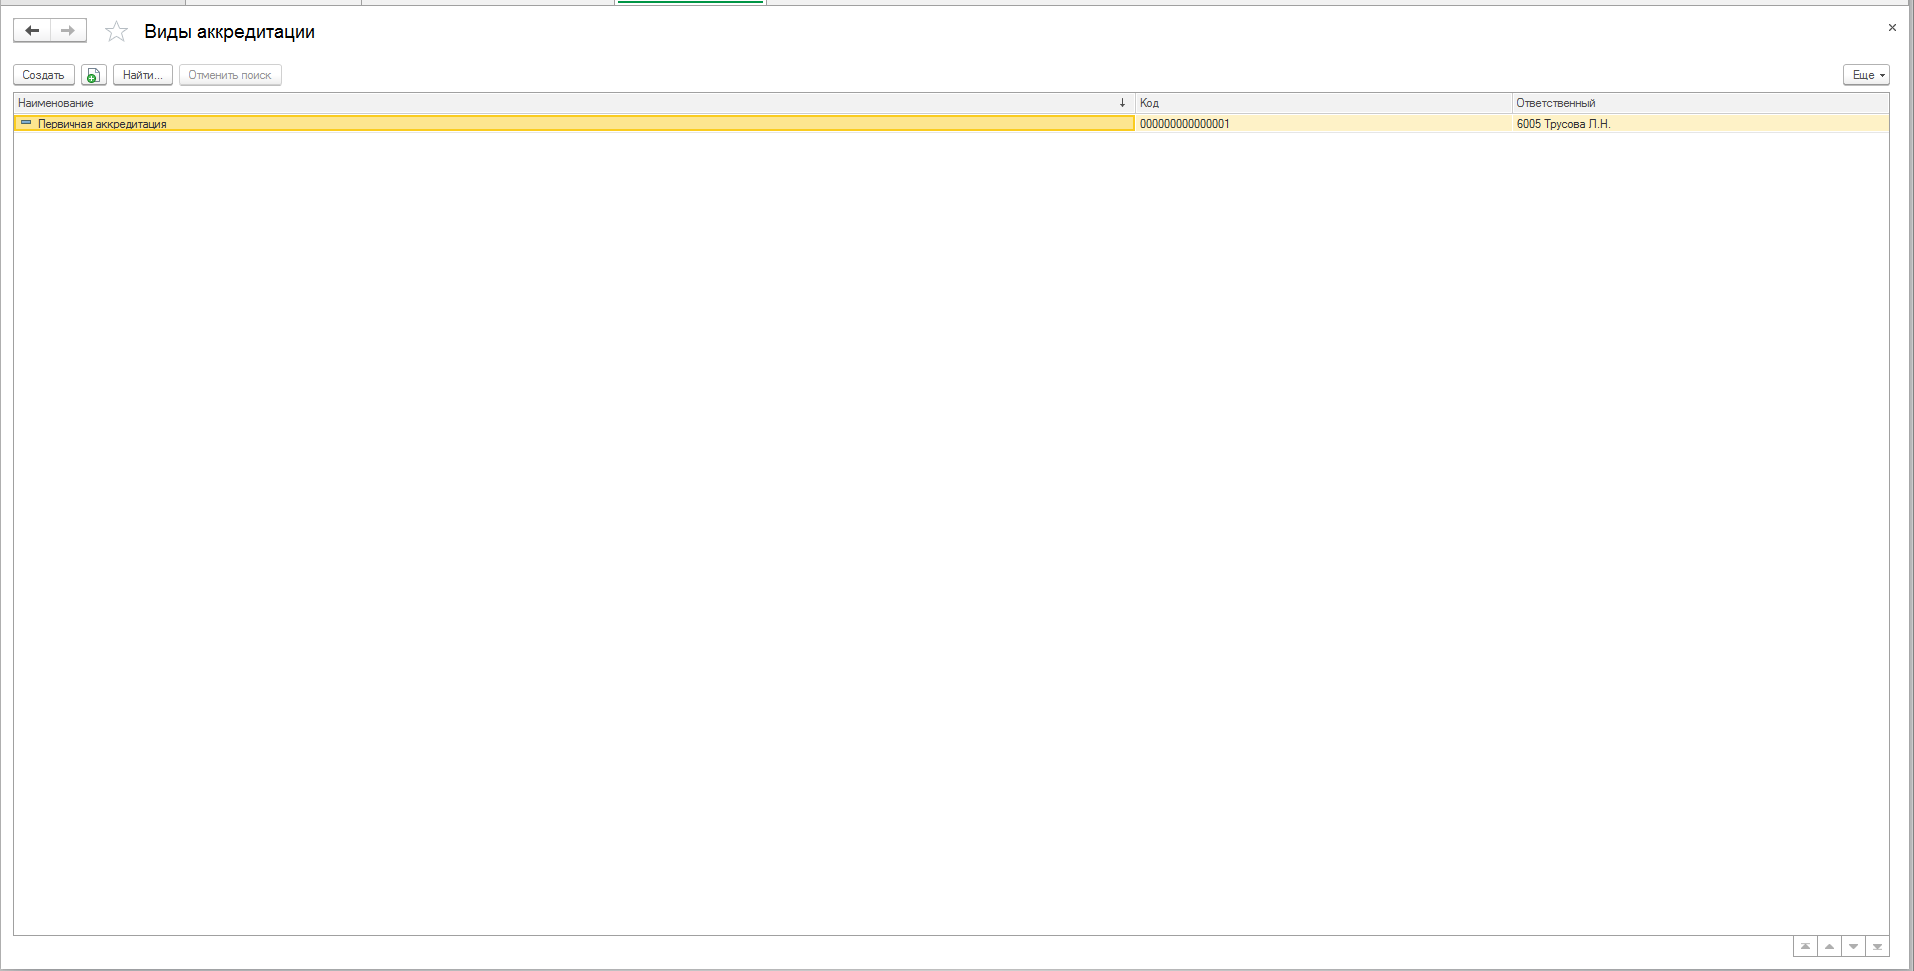 Виды аккредитации
Создать Найти... Отменить поиск Еще
Наименование Код Ответственный
Первичная аккредитация 000000000000001 6005 Трусова Л.Н.